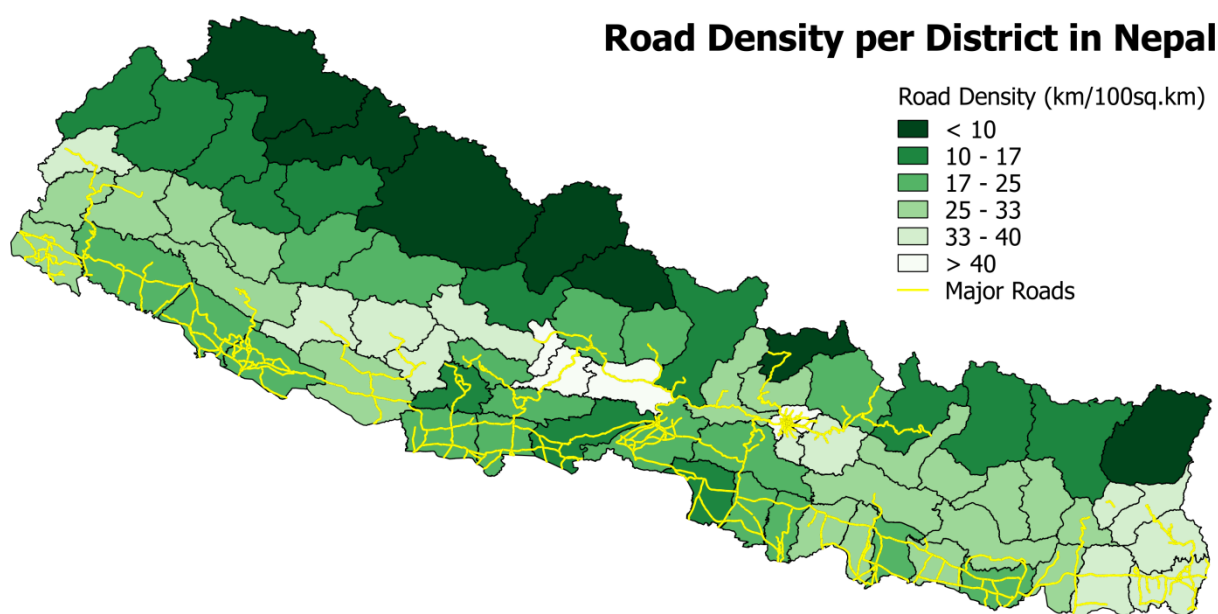 Road Density per District in Nepal
Road Density (km/100sq.km)
< 10
10 - 17
17 - 25
25 - 33
33 - 40
> 40
Major Roads